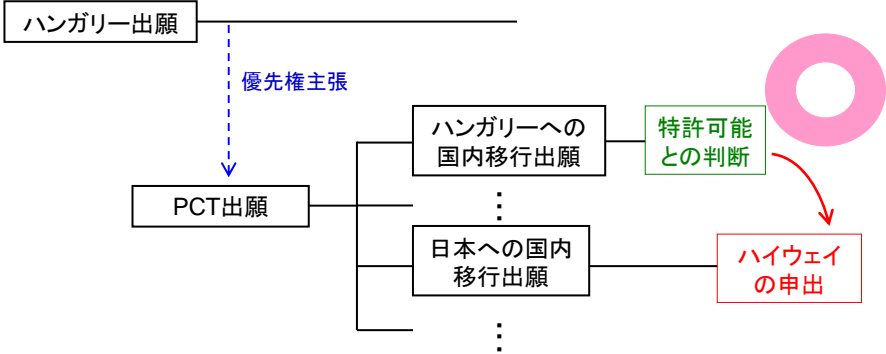 ハンガリー出願
優先権主張
ハンガリーへの
国内移行出願
特許可能
との判断
PCT出願
⋮
日本への国内
移行出願
ハイウェイ
の申出
⋮